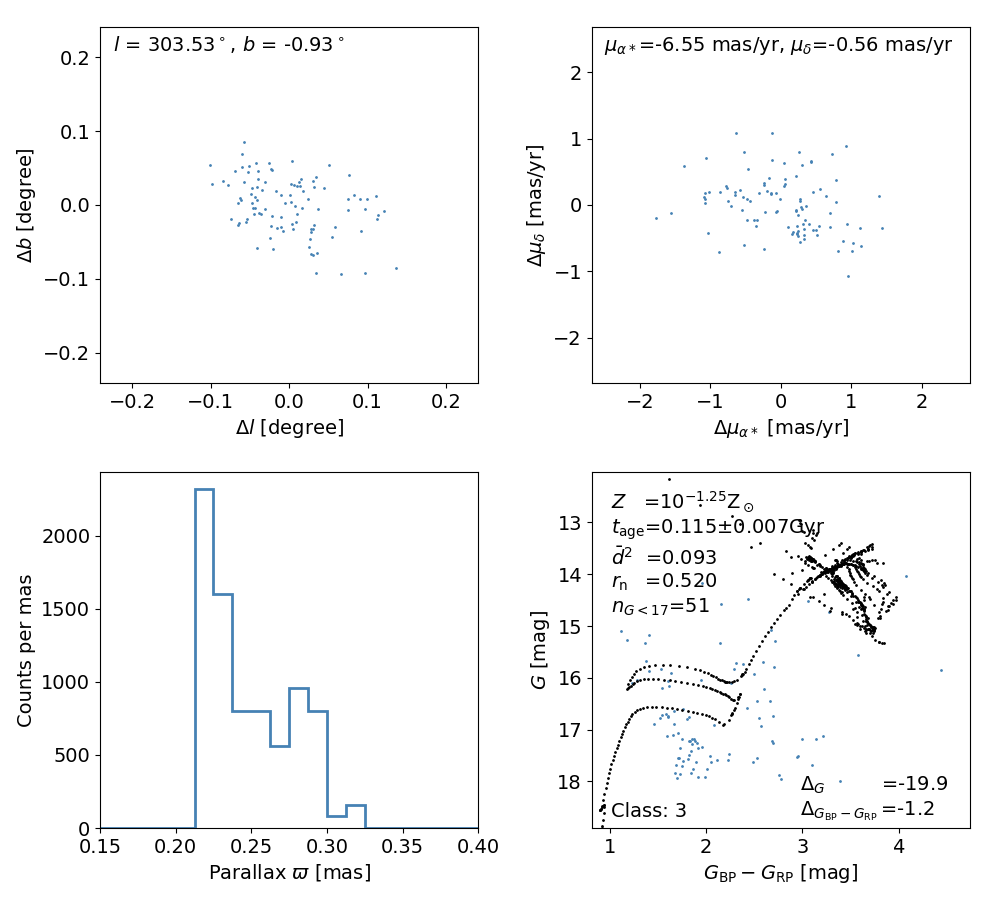 l = 303.53°, b = -0.93°
0.2
0.1
0.0
−0.1
−0.2
Δb [degree]
−0.2 −0.1 0.0 0.1 0.2
Δl [degree]
μα*=-6.55 mas/yr, μδ=-0.56 mas/yr
2
1
0
−1
−2
Δμδ [mas/yr]
−2 −1 0 1 2
Δμα* [mas/yr]
2000
1500
1000
500
0
Counts per mas
0.15 0.20 0.25 0.30 0.35 0.40
Parallax ϖ [mas]
Z =10^−1.25 Z⊙
t_age=0.115±0.007Gyr
d̄² =0.093
r_n =0.520
n_G<17=51
13
14
15
16
17
18
G [mag]
Δ_G =-19.9
Δ_G_BP−G_RP =-1.2
Class: 3
1 2 3 4
G_BP − G_RP [mag]